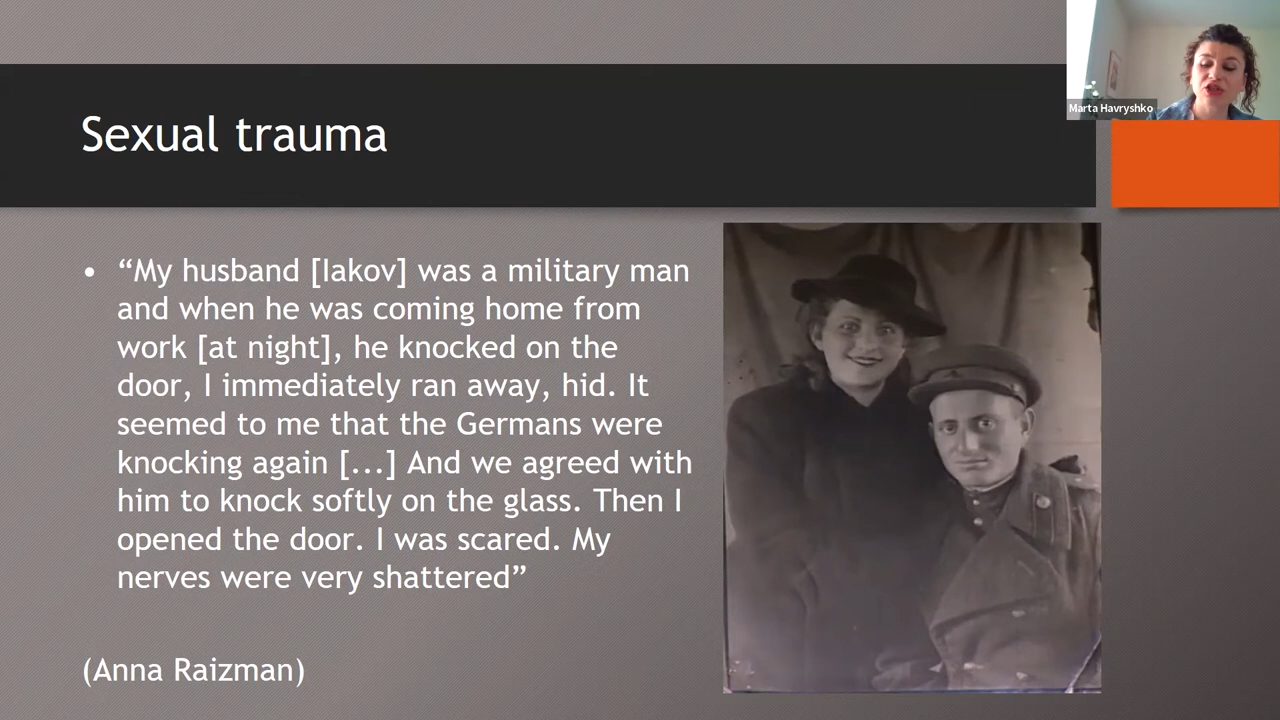 Marta Havryshko
Sexual trauma
• “My husband [Iakov] was a military man
and when he was coming home from
work [at night], he knocked on the
door, I immediately ran away, hid. It
seemed to me that the Germans were
knocking again [...] And we agreed with
him to knock softly on the glass. Then I
opened the door. I was scared. My
nerves were very shattered”
(Anna Raizman)